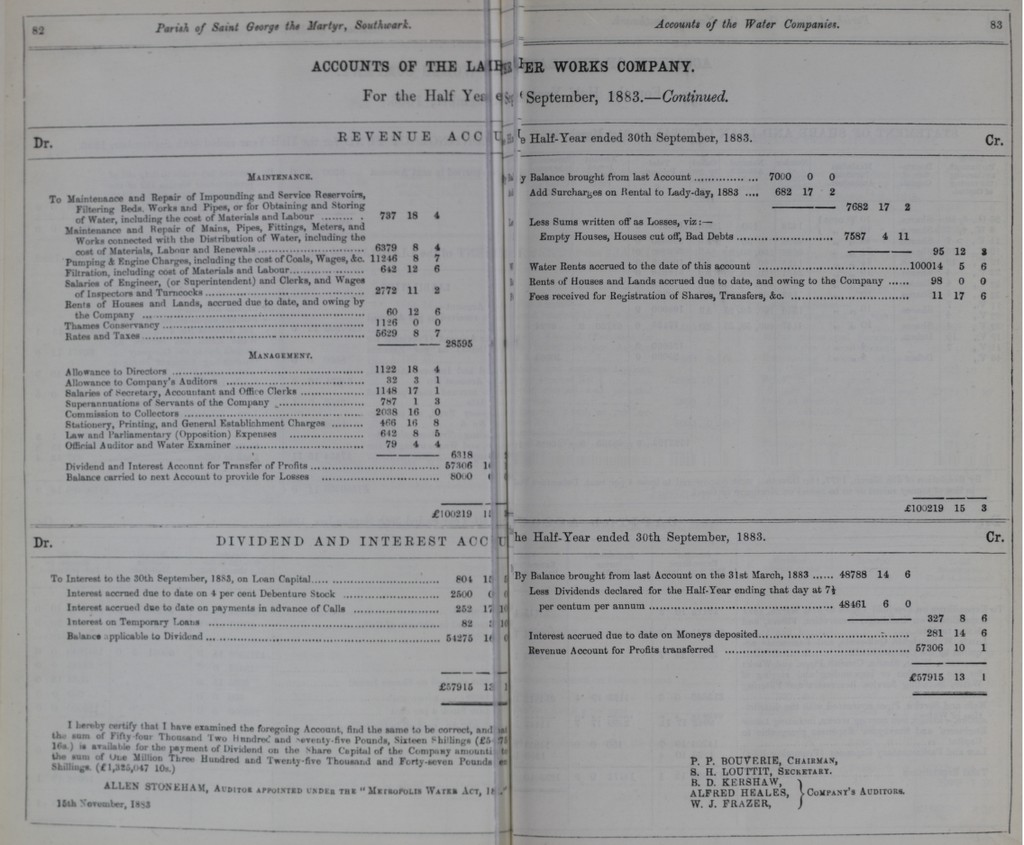 82 Parish of Saint George the Martyr, Southwark.
ACCOUNTS OF THE LA
For the Half Yea
Dr. REVENUE ACC
MAINTENANCE.
To Maintenance and Repair of Impounding and Service Reservoirs,
Filtering Beds, Works and Pipes, or for Obtaining and Storing
of Water, including the cost of Materials and Labour ......... . 737 18 4
Maintenance and Repair of Mains, Pipes, Fittings, Meters, and
Works connected with the Distribution of Water, including the
cost of Materials, Labour and Renewals ........................ 6379 8 4
Pumping & Engine Charges, including the cost of Coals, Wages, &c. 11246 8 7
Filtration, including cost of Materials and Labour................ 642 12 6
Salaries of Engineer, (or Superintendent) and Clerks, and Wages
of Inspectors and Turncocks ........................ 2772 11 2
Rents of Houses and Lands, accrued due to date, and owing by
the Company ........................ 60 12 6
Thames Conservancy ........................ 1126 0 0
Rates and Taxes ........................ 5629 8 7
28595
MANAGEMENT.
Allowance to Directors ........................ 1122 18 4
Allowance to Company's Auditors ........................ 32 3 1
Salaries of Secretary, Accountant and Office Clerks ................ 1148 17 1
Superannuations of Servants of the Company ........................ 787 1 3
Commission to Collectors ........................ 2038 16 0
Stationery, Printing, and General Establishment Charges ......... 466 16 8
Law and Parliamentary (Opposition) Expenses ................ 642 8 5
Official Auditor and Water Examiner ........................ 79 4 4
6318
Dividend and Interest Account for Transfer of Profits ........................ 57306
Balance carried to next Account to provide for Losses ........................ 8000
£100219
Dr. DIVIDEND AND INTEREST ACC
To Interest to the 30th September, 1883, on Loan Capital........................ 804
Interest accrued due to date on 4 per cent Debenture Stock ................ 2500
Interest accrued due to date on payments in advance of Calls ................ 252 17
Interest on Temporary Loans ........................ 82
Balance applicable to Dividend ........................ 54275
£57915
I hereby certify that I have examined the foregoing Account, find the same to be correct, and
the sum of Fifty-four Thousand Two Hundred and Seventy-five Pounds, Sixteen Shillings
16s.) is available for the payment of Dividend on the Share Capital of the Company
the sum of One Million Three Hundred and Twenty-five Thousand and Forty-seven Pounds
Shillings. (£1,325,047 10s.)
ALLEN STONEHAM, AUDITOR APPOINTED UNDER THE "METROPOLIS WATER ACT,
15th November, 1883
Accounts of the Water Companies. 83
ER WORKS COMPANY.
September, 1883.—Continued.
Half-Year ended 30th September, 1883. Cr.
y Balance brought from last Account ............... 7000 0 0
Add Surcharges on Rental to Lady-day, 1883 .... 682 17 2
7682 17 2
Less Sums written off as Losses, viz:—
Empty Houses, Houses cut off, Bad Debts ........................ 7587 4 11
95 12 3
Water Rents accrued to the date of this account ........................100014 5 6
Rents of Houses and Lands accrued due to date, and owing to the Company ...... 98 0 0
Fees received for Registration of Shares, Transfers, &c. ........................ 11 17 6
£100219 15 3
he Half-Year ended 30th September, 1883. Cr.
By Balance brought from last Account on the 31st March, 1883 ...... 48788 14 6
Less Dividends declared for the Half-Year ending that day at 7½
per centum per annum ........................ 48461 6 0
327 8 6
Interest accrued due to date on Moneys deposited........................ 281 14 6
Revenue Account for Profits transferred ........................ 57306 10 1
£57915 13 1
P. P. BOUVERIE, CHAIRMAN,
S. H. LOUTTIT, SECRETARY.
R. D. KERSHAW,
ALFRED HEALES, } COMPANY'S AUDITORS.
W. J. FRAZER,